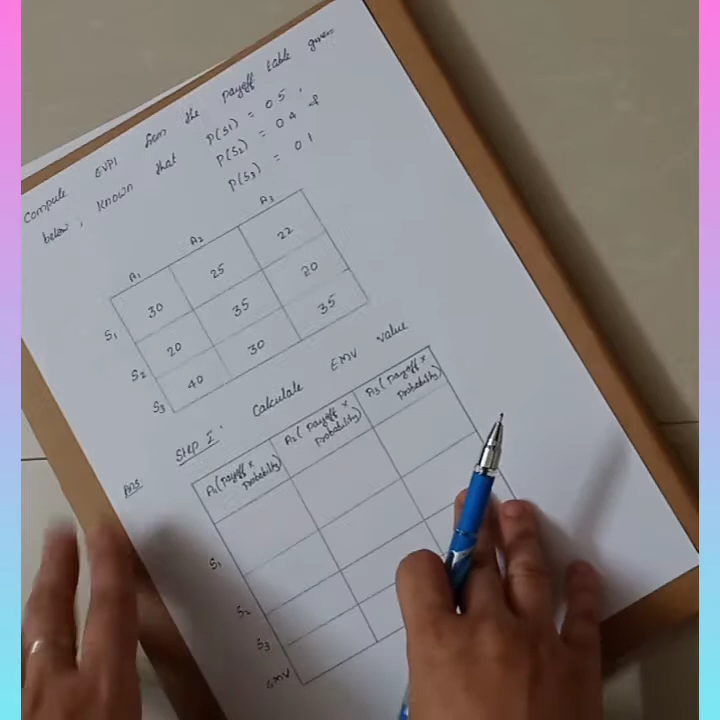 Compute EVPI from the payoff table given
below, known that P(S1) = 0.5,
P(S2) = 0.4 &
P(S3) = 0.1
A1 A2 A3
S1 30 25 22
S2 20 35 20
S3 40 30 35
Ans Step I: Calculate EMV value
A1(Payoff x Probability) A2(Payoff x Probability) A3(Payoff x Probability)
S1
S2
S3
EMV